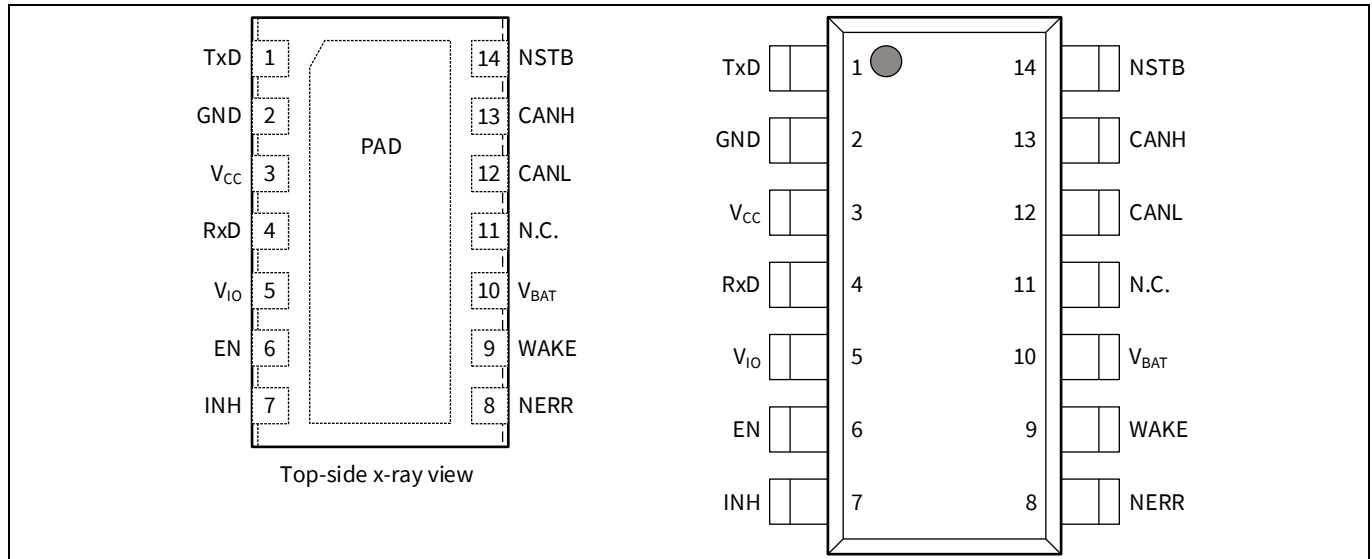 TxD 1 14 NSTB
GND 2 13 CANH
PAD
VCC 3 12 CANL
RxD 4 11 N.C.
VIO 5 10 VBAT
EN 6 9 WAKE
INH 7 8 NERR
Top-side x-ray view
TxD 1 14 NSTB
GND 2 13 CANH
VCC 3 12 CANL
RxD 4 11 N.C.
VIO 5 10 VBAT
EN 6 9 WAKE
INH 7 8 NERR